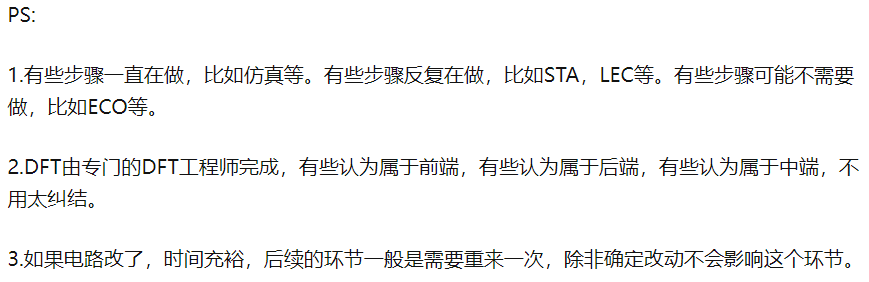 PS:
1.有些步骤一直在做，比如仿真等。有些步骤反复在做，比如STA，LEC等。有些步骤可能不需要
做，比如ECO等。
2.DFT由专门的DFT工程师完成，有些认为属于前端，有些认为属于后端，有些认为属于中端，不
用太纠结。
3.如果电路改了，时间充裕，后续的环节一般是需要重来一次，除非确定改动不会影响这个环节。